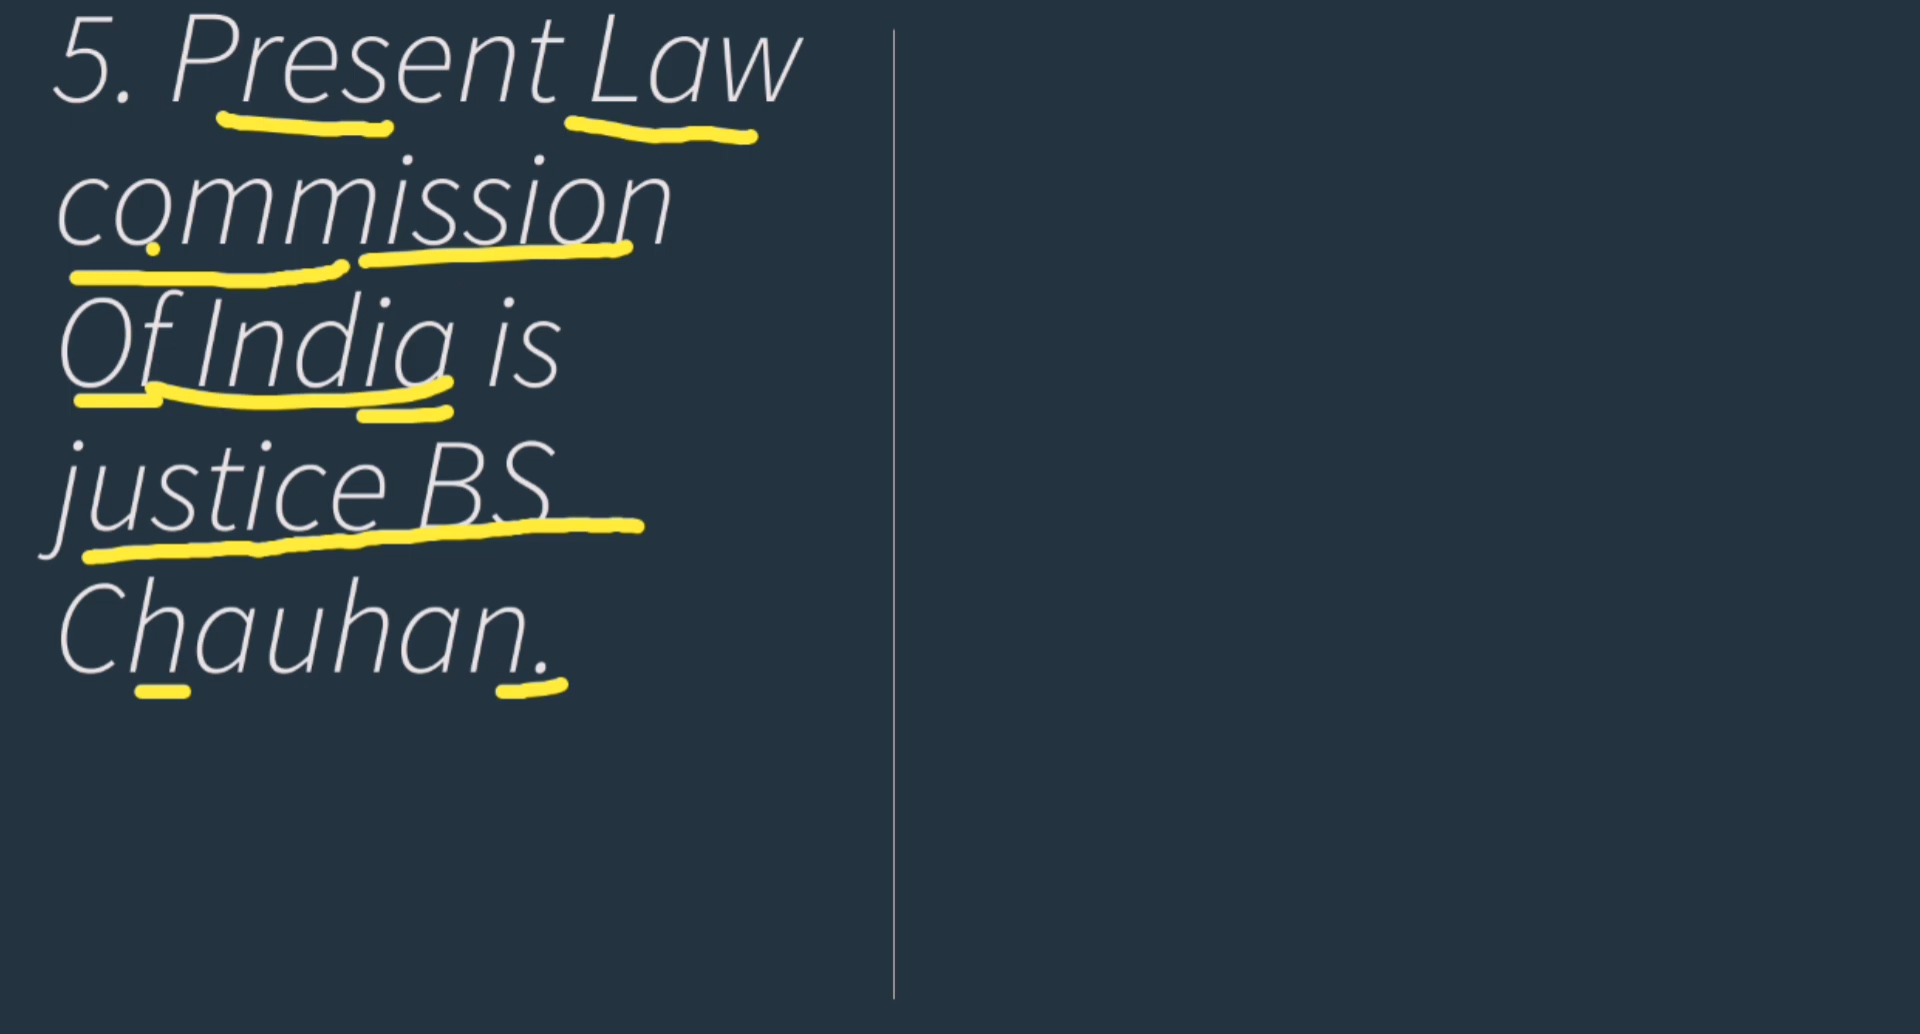 5. Present Law
commission
Of India is
justice BS
Chauhan.